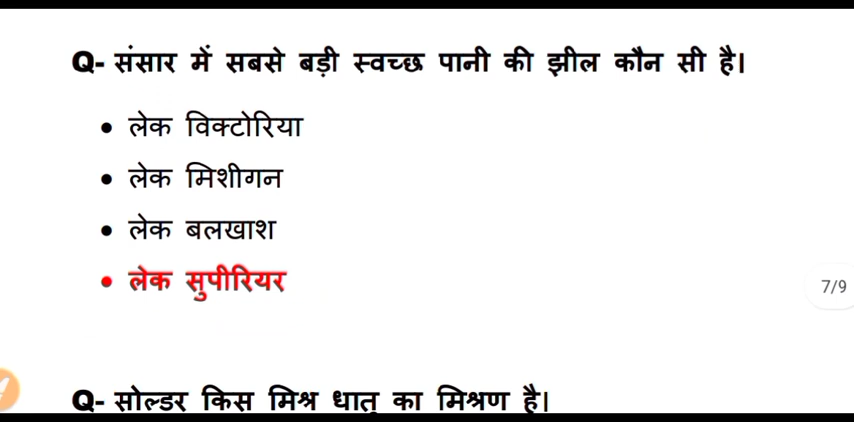 Q- संसार में सबसे बड़ी स्वच्छ पानी की झील कौन सी है।
• लेक विक्टोरिया
• लेक मिशीगन
• लेक बलखाश
• लेक सुपीरियर
7/9
Q- सोल्डर किस मिश्र धातु का मिश्रण है।